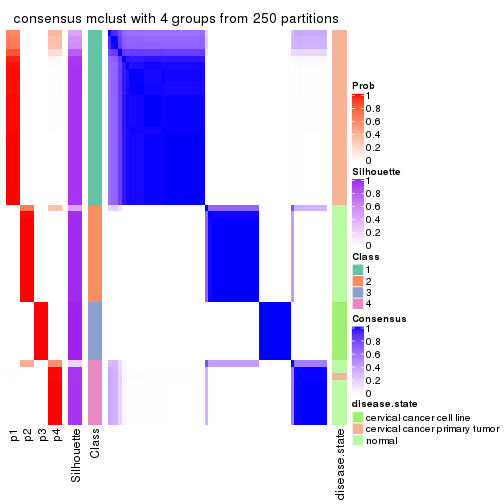 consensus mclust with 4 groups from 250 partitions
Prob
1
0.8
0.6
0.4
0.2
0
Silhouette
1
0.8
0.6
0.4
0.2
0
Class
1
2
3
4
Consensus
1
0.8
0.6
0.4
0.2
0
disease.state
cervical cancer cell line
cervical cancer primary tumor
normal
p1
p2
p3
p4
Silhouette
Class
disease.state